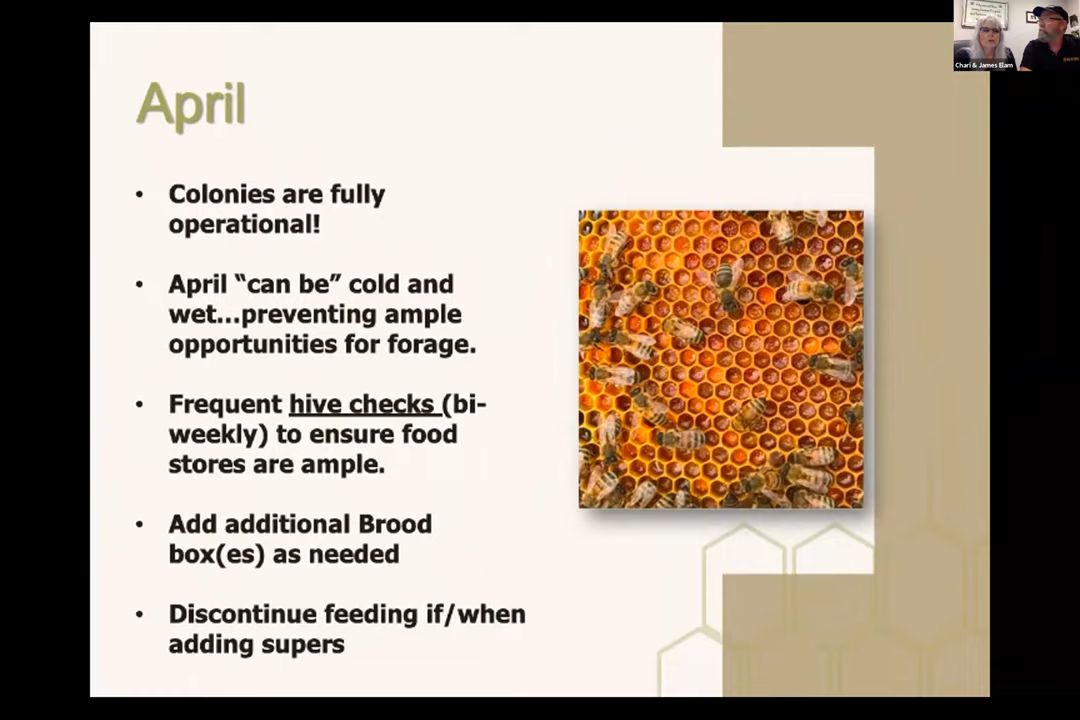 April
• Colonies are fully
operational!
• April “can be” cold and
wet...preventing ample
opportunities for forage.
• Frequent hive checks (bi-
weekly) to ensure food
stores are ample.
• Add additional Brood
box(es) as needed
• Discontinue feeding if/when
adding supers
Chari & James Elam